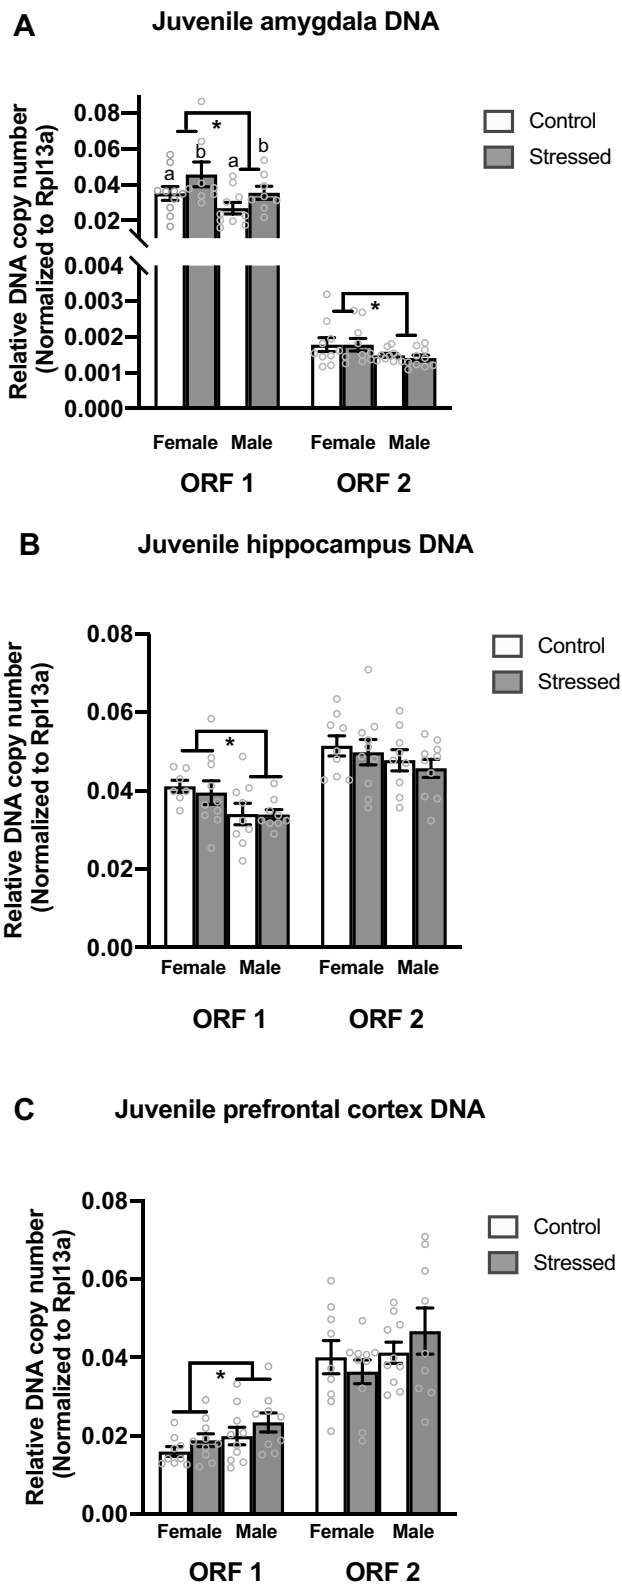 A
Juvenile amygdala DNA
Relative DNA copy number
(Normalized to Rpl13a)
0.08
0.06
0.04
0.02
0.004
0.003
0.002
0.001
0.000
*
a
b
a
b
*
Female Male Female Male
ORF 1 ORF 2
Control
Stressed
B
Juvenile hippocampus DNA
Relative DNA copy number
(Normalized to Rpl13a)
0.08
0.06
0.04
0.02
0.00
*
Female Male Female Male
ORF 1 ORF 2
Control
Stressed
C
Juvenile prefrontal cortex DNA
Relative DNA copy number
(Normalized to Rpl13a)
0.08
0.06
0.04
0.02
0.00
*
Female Male Female Male
ORF 1 ORF 2
Control
Stressed